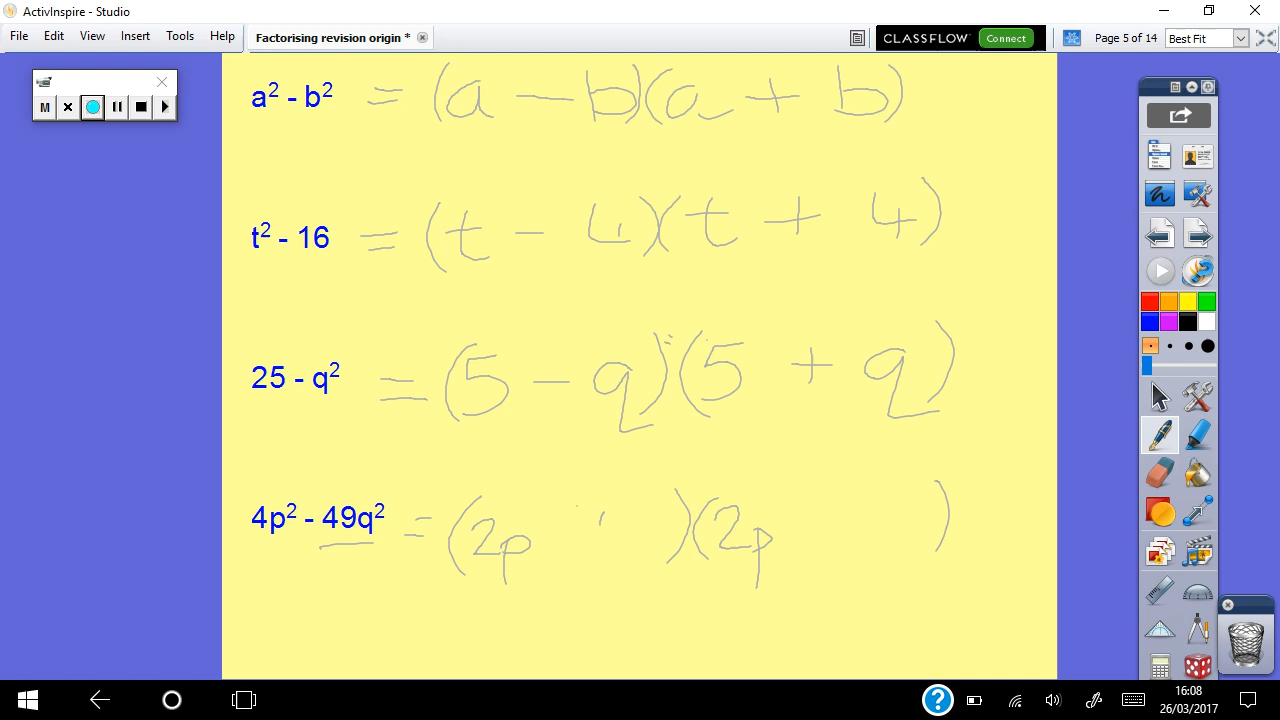 ActivInspire - Studio
File Edit View Insert Tools Help Factorising revision origin * CLASSFLOW Connect Page 5 of 14 Best Fit
M
a² - b² = (a - b)(a + b)
t² - 16 = (t - 4)(t + 4)
25 - q² = (5 - q)(5 + q)
4p² - 49q² = (2p )(2p )
16:08
26/03/2017